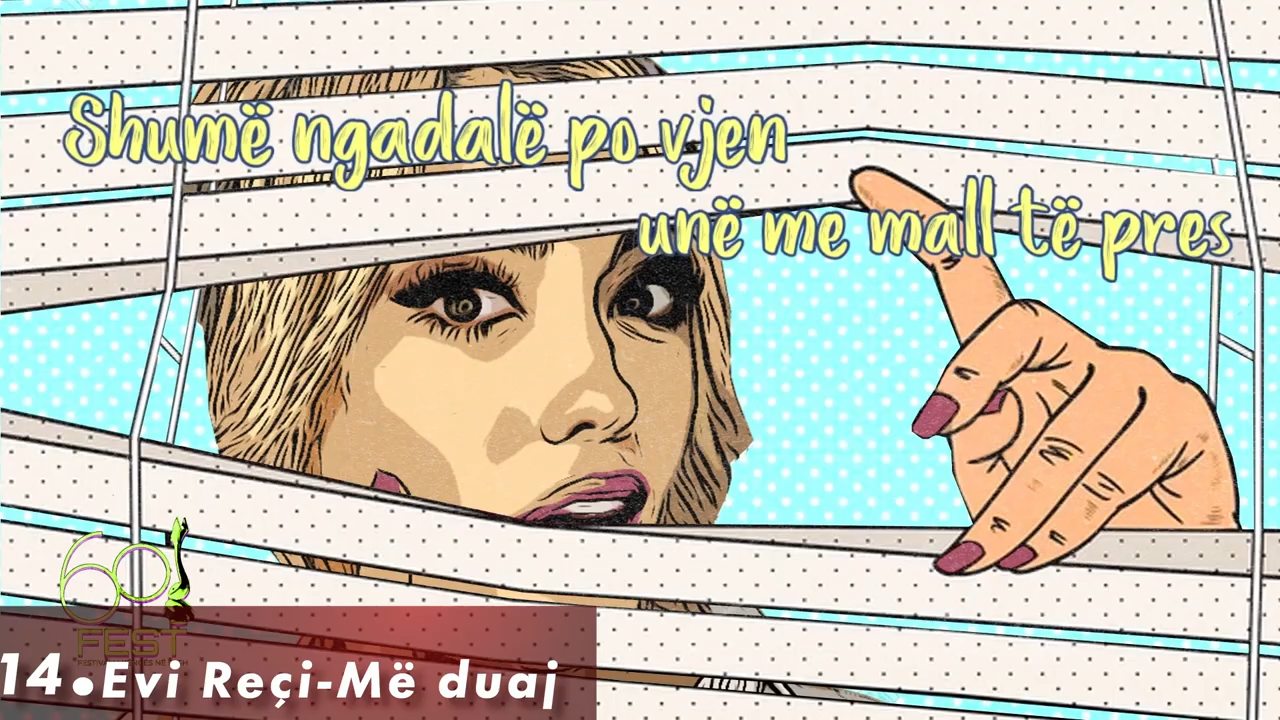 Shumë ngadalë po vjen
unë me mall të pres
60
FEST
14.Evi Reçi-Më duaj